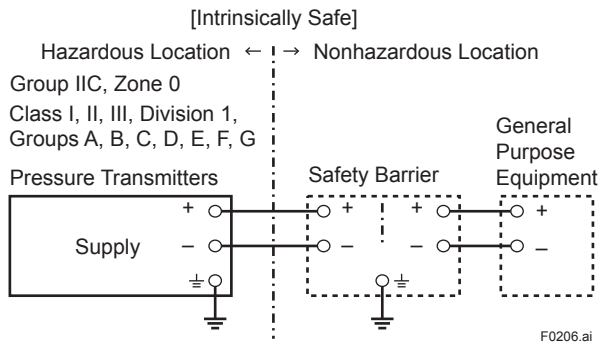 [Intrinsically Safe]
Hazardous Location ← → Nonhazardous Location
Group IIC, Zone 0
Class I, II, III, Division 1,
Groups A, B, C, D, E, F, G
General
Purpose
Equipment
Pressure Transmitters
Safety Barrier
+ + + +
Supply
– – – –
F0206.ai